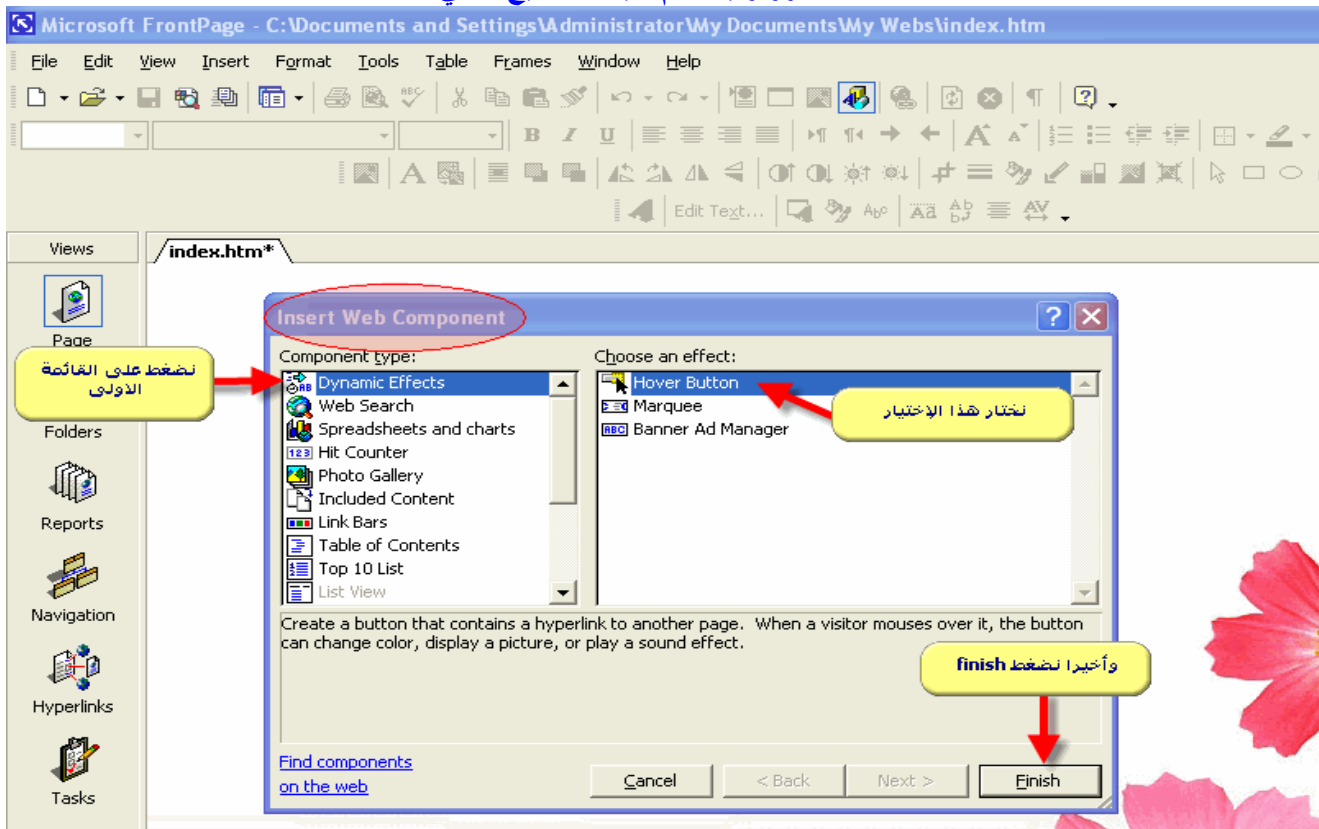 Microsoft FrontPage - C:\Documents and Settings\Administrator\My Documents\My Webs\index.htm
File Edit View Insert Format Tools Table Frames Window Help
B I U
Edit Text...
Views
index.htm*
Insert Web Component
Page
Component type:
Choose an effect:
نضغط على القائمة
الاولى
Dynamic Effects
Hover Button
Web Search
Marquee
نختار هذا الإختيار
Spreadsheets and charts
Banner Ad Manager
Folders
Hit Counter
Photo Gallery
Included Content
Reports
Link Bars
Table of Contents
Top 10 List
List View
Navigation
Create a button that contains a hyperlink to another page. When a visitor mouses over it, the button
can change color, display a picture, or play a sound effect.
وأخيرا نضغط finish
Hyperlinks
Find components
on the web
Cancel
< Back
Next >
Finish
Tasks